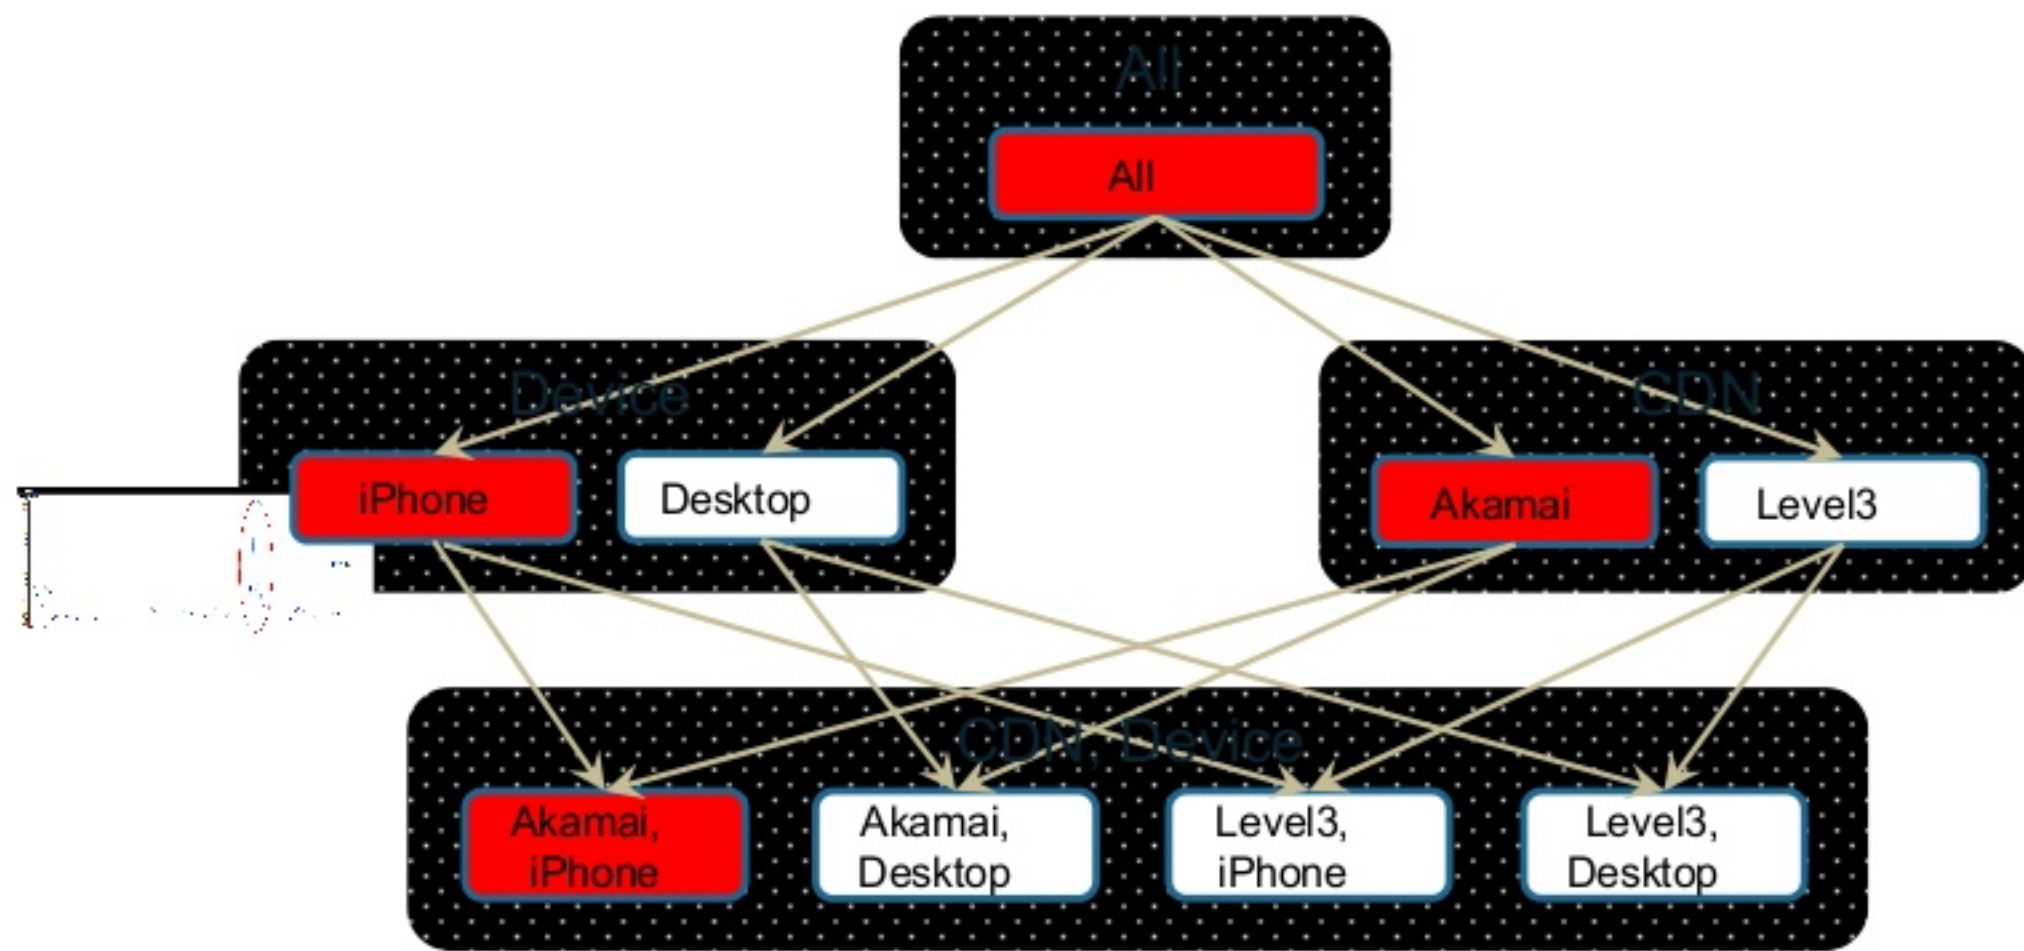 All
All
Device
CDN
iPhone
Desktop
Akamai
Level3
CDN, Device
Akamai,
iPhone
Akamai,
Desktop
Level3,
iPhone
Level3,
Desktop